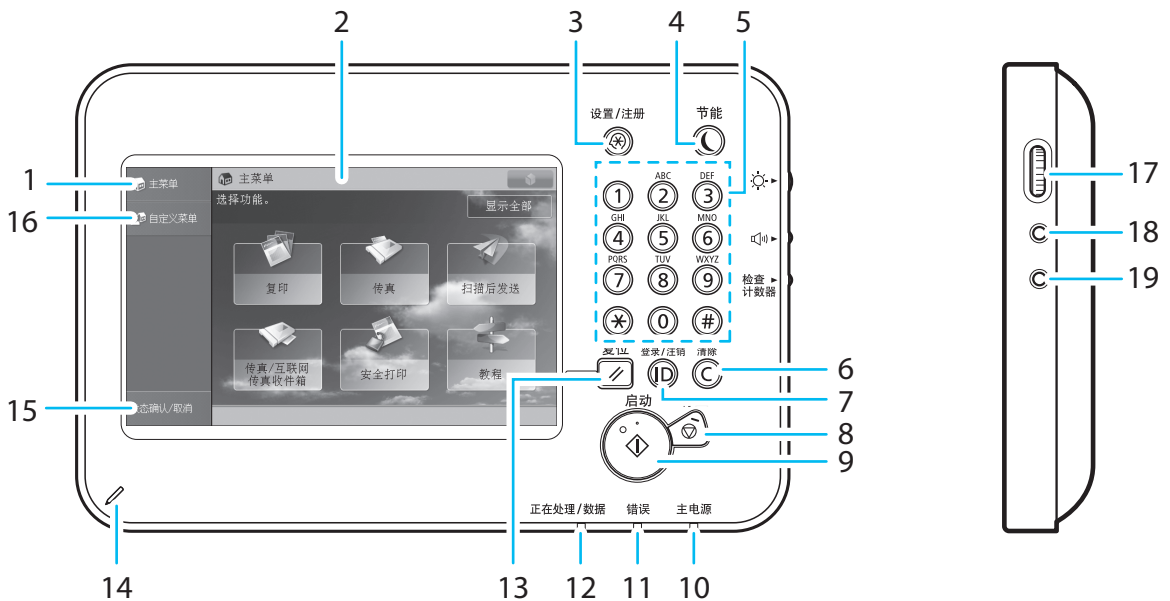 2
3
4
5
设置/注册
节能
1
主菜单
主菜单
ABC
DEF
1
2
3
17
16
自定义菜单
选择功能。
显示全部
GHI
JKL
MNO
4
5
6
18
PQRS
TUV
WXYZ
7
8
9
检查
计数器
19
复印
传真
扫描后发送
0
#
复位
登录/注销
清除
ID
C
6
传真/互联网
传真收件箱
安全打印
教程
7
15
态确认/取消
启动
8
9
正在处理/数据
错误
主电源
14
13
12
11
10